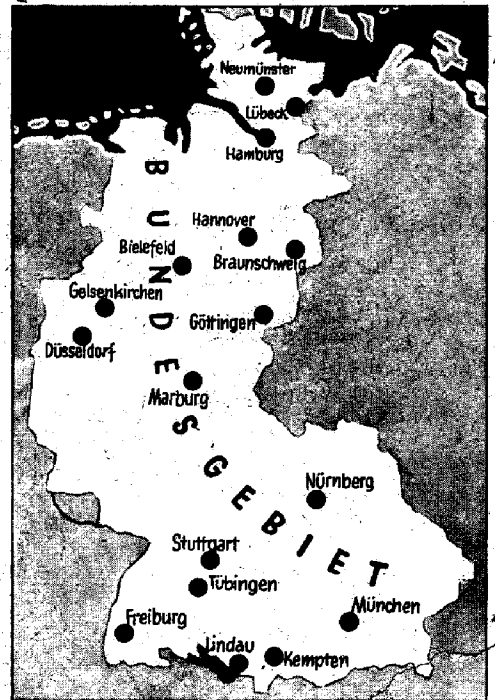 Neumünster
Lübeck
Hamburg
BUNDESGEBIET
Hannover
Bielefeld
Braunschweig
Gelsenkirchen
Göttingen
Düsseldorf
Marburg
Nürnberg
Stuttgart
Tübingen
München
Freiburg
Lindau
Kempten